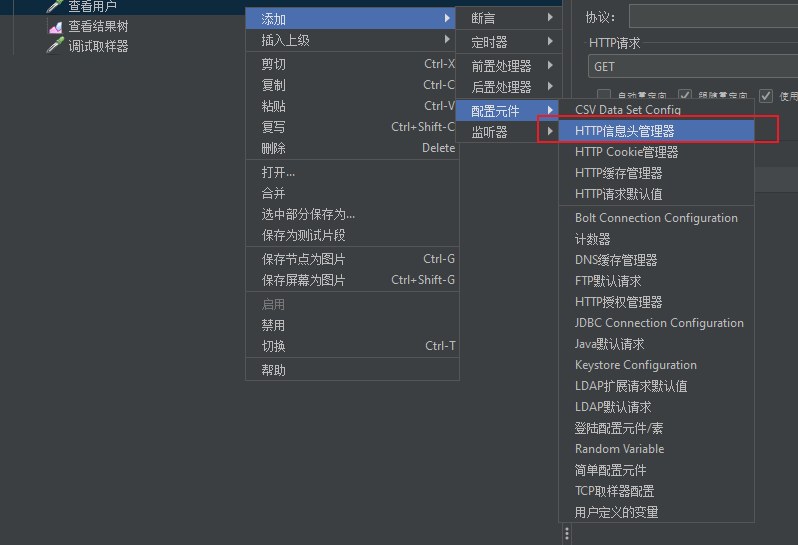 查看用户
查看结果树
调试取样器
添加
插入上级
剪切 Ctrl-X
复制 Ctrl-C
粘贴 Ctrl-V
复写 Ctrl+Shift-C
删除 Delete
打开...
合并
选中部分保存为...
保存为测试片段
保存节点为图片 Ctrl-G
保存屏幕为图片 Ctrl+Shift-G
启用
禁用
切换 Ctrl-T
帮助
断言
定时器
前置处理器
后置处理器
配置元件
监听器
协议：
HTTP请求
GET
自动重定向 跟随重定向 使用
CSV Data Set Config
HTTP信息头管理器
HTTP Cookie管理器
HTTP缓存管理器
HTTP请求默认值
Bolt Connection Configuration
计数器
DNS缓存管理器
FTP默认请求
HTTP授权管理器
JDBC Connection Configuration
Java默认请求
Keystore Configuration
LDAP扩展请求默认值
LDAP默认请求
登陆配置元件/素
Random Variable
简单配置元件
TCP取样器配置
用户定义的变量